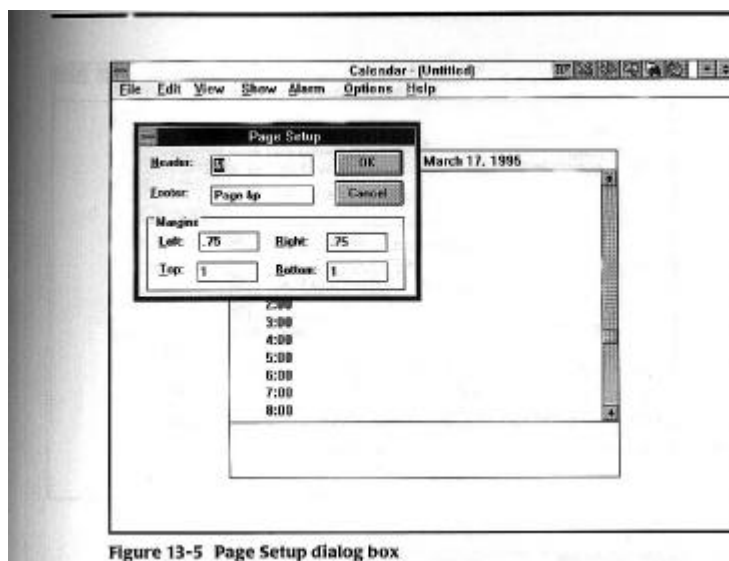 Calendar - (Untitled)
File Edit View Show Alarm Options Help
Page Setup
Header:
OK
March 17, 1995
Footer: Page &p
Cancel
Margins
Left: .75 Right: .75
Top: 1 Bottom: 1
2:00
3:00
4:00
5:00
6:00
7:00
8:00
Figure 13-5 Page Setup dialog box